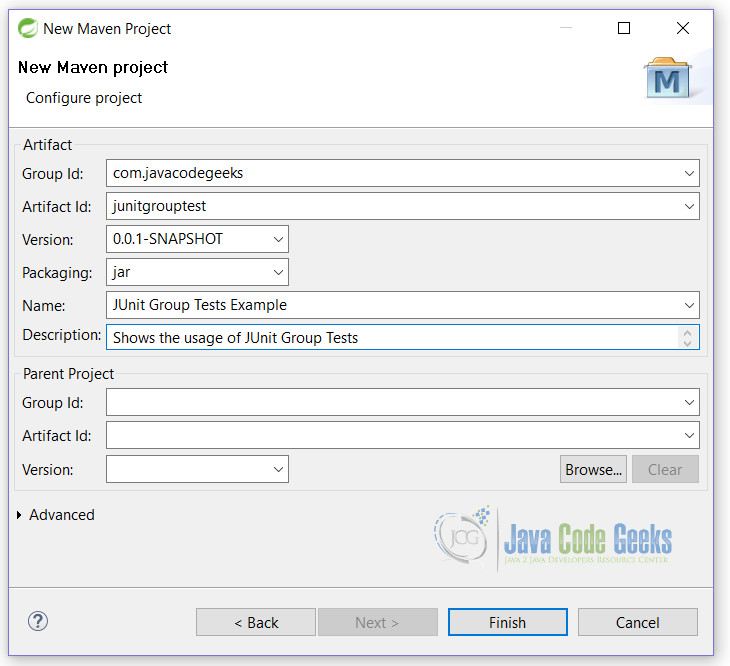 New Maven Project
New Maven project
Configure project
M
Artifact
Group Id: com.javacodegeeks
Artifact Id: junitgrouptest
Version: 0.0.1-SNAPSHOT
Packaging: jar
Name: JUnit Group Tests Example
Description: Shows the usage of JUnit Group Tests
Parent Project
Group Id:
Artifact Id:
Version: Browse... Clear
Advanced
JCG Java Code Geeks
JAVA 2 JAVA DEVELOPERS RESOURCE CENTER
? < Back Next > Finish Cancel